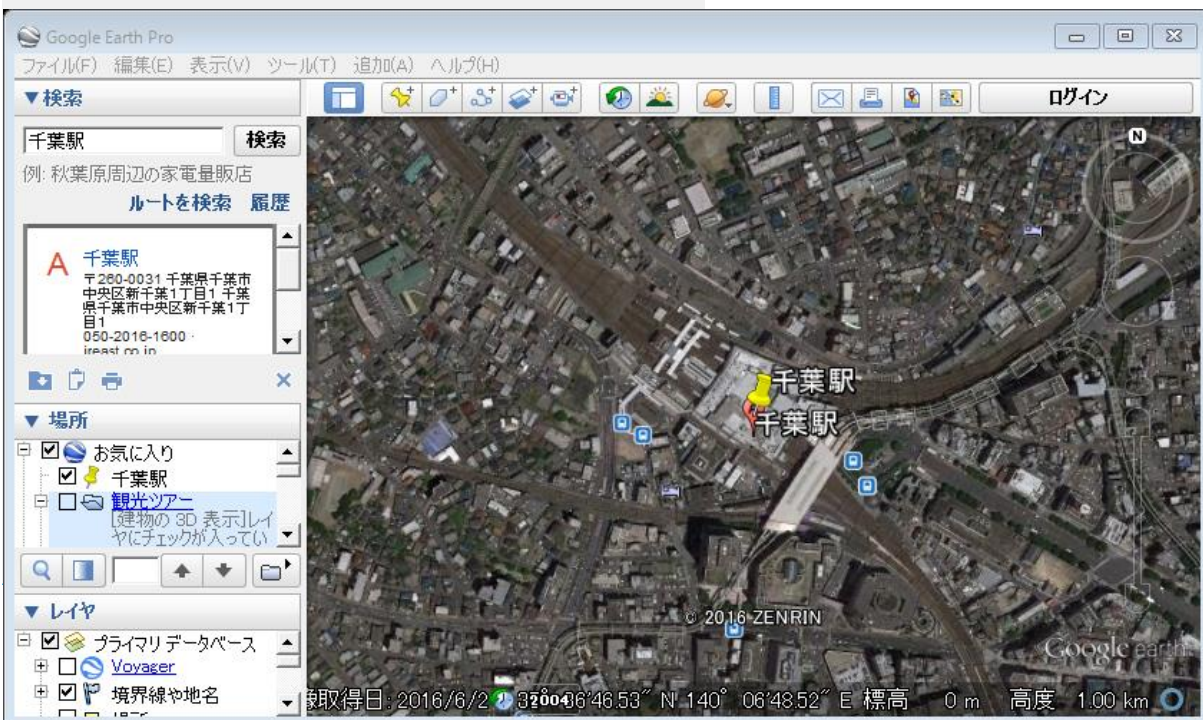 Google Earth Pro
ファイル(F) 編集(E) 表示(V) ツール(T) 追加(A) ヘルプ(H)
▼検索
ログイン
千葉駅
検索
例: 秋葉原周辺の家電量販店
ルートを検索 履歴
A 千葉駅
〒260-0031 千葉県千葉市
中央区新千葉1丁目1 千葉
県千葉市中央区新千葉1丁
目1
050-2016-1600 ·
jreast.co.jp
▼ 場所
お気に入り
千葉駅
観光ツアー
[建物の 3D 表示]レイ
ヤにチェックが入ってい
▼ レイヤ
プライマリ データベース
Voyager
境界線や地名
N
千葉駅
千葉駅
© 2016 ZENRIN
Google earth
像取得日: 2016/6/2
2004
36'46.53" N 140° 06'48.52" E 標高 0 m 高度 1.00 km